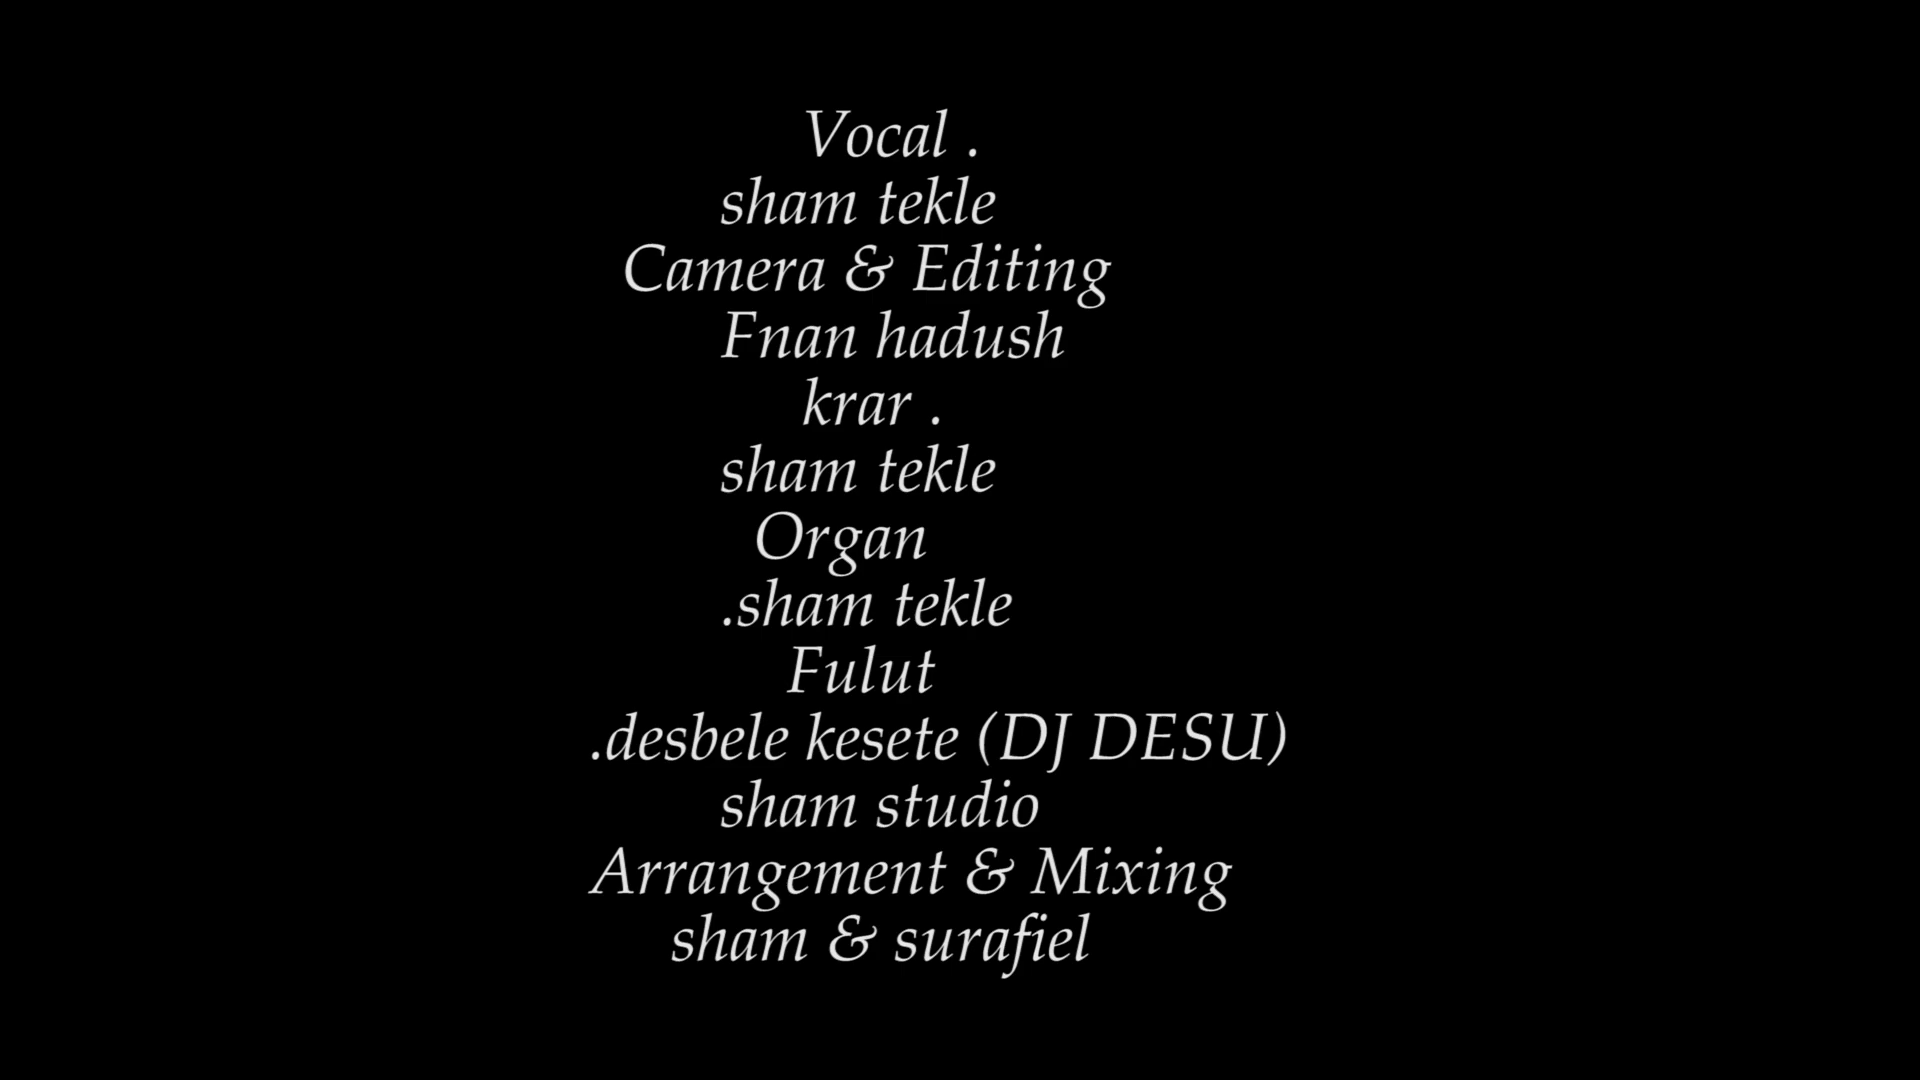 Vocal .
sham tekle
Camera & Editing
Fnan hadush
krar .
sham tekle
Organ
.sham tekle
Fulut
.desbele kesete (DJ DESU)
sham studio
Arrangement & Mixing
sham & surafiel